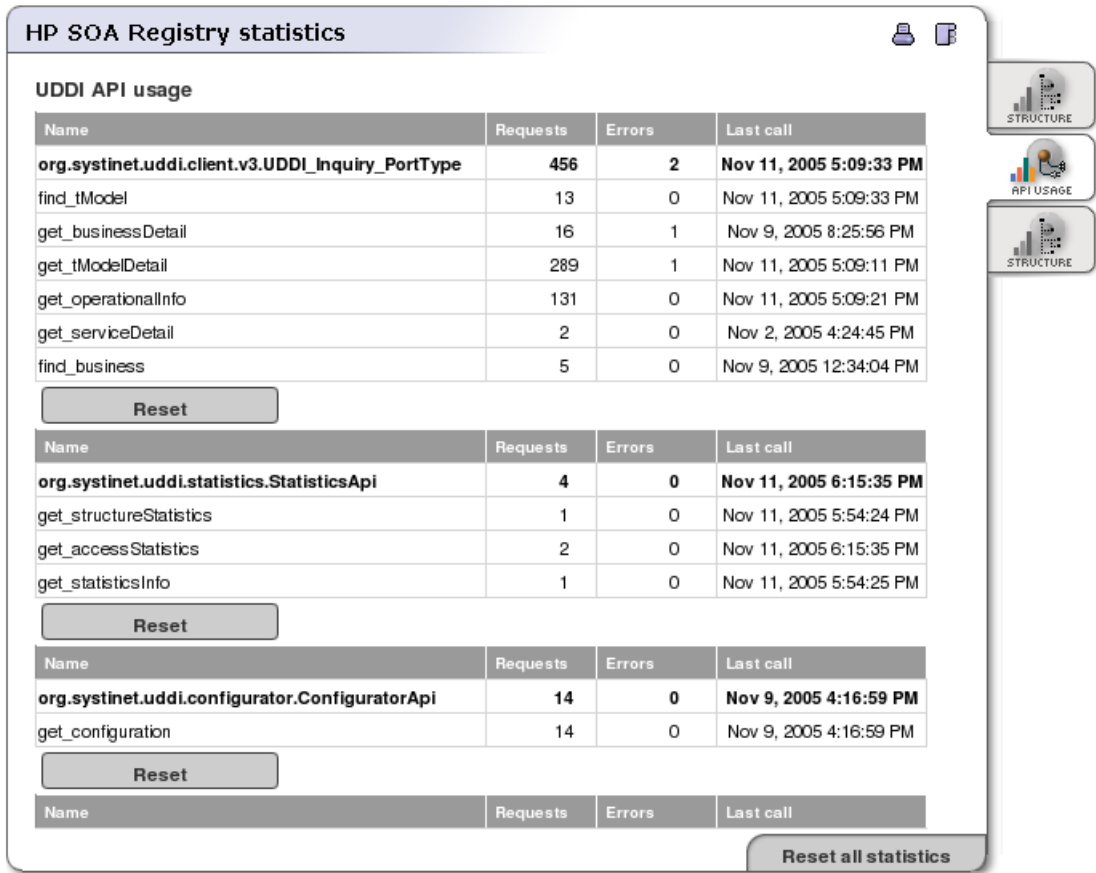 HP SOA Registry statistics
UDDI API usage
Name Requests Errors Last call
org.systinet.uddi.client.v3.UDDI_Inquiry_PortType 456 2 Nov 11, 2005 5:09:33 PM
find_tModel 13 0 Nov 11, 2005 5:09:33 PM
get_businessDetail 16 1 Nov 9, 2005 8:25:56 PM
get_tModelDetail 289 1 Nov 11, 2005 5:09:11 PM
get_operationalInfo 131 0 Nov 11, 2005 5:09:21 PM
get_serviceDetail 2 0 Nov 2, 2005 4:24:45 PM
find_business 5 0 Nov 9, 2005 12:34:04 PM
Reset
Name Requests Errors Last call
org.systinet.uddi.statistics.StatisticsApi 4 0 Nov 11, 2005 6:15:35 PM
get_structureStatistics 1 0 Nov 11, 2005 5:54:24 PM
get_accessStatistics 2 0 Nov 11, 2005 6:15:35 PM
get_statisticsInfo 1 0 Nov 11, 2005 5:54:25 PM
Reset
Name Requests Errors Last call
org.systinet.uddi.configurator.ConfiguratorApi 14 0 Nov 9, 2005 4:16:59 PM
get_configuration 14 0 Nov 9, 2005 4:16:59 PM
Reset
Name Requests Errors Last call
Reset all statistics
STRUCTURE
API USAGE
STRUCTURE